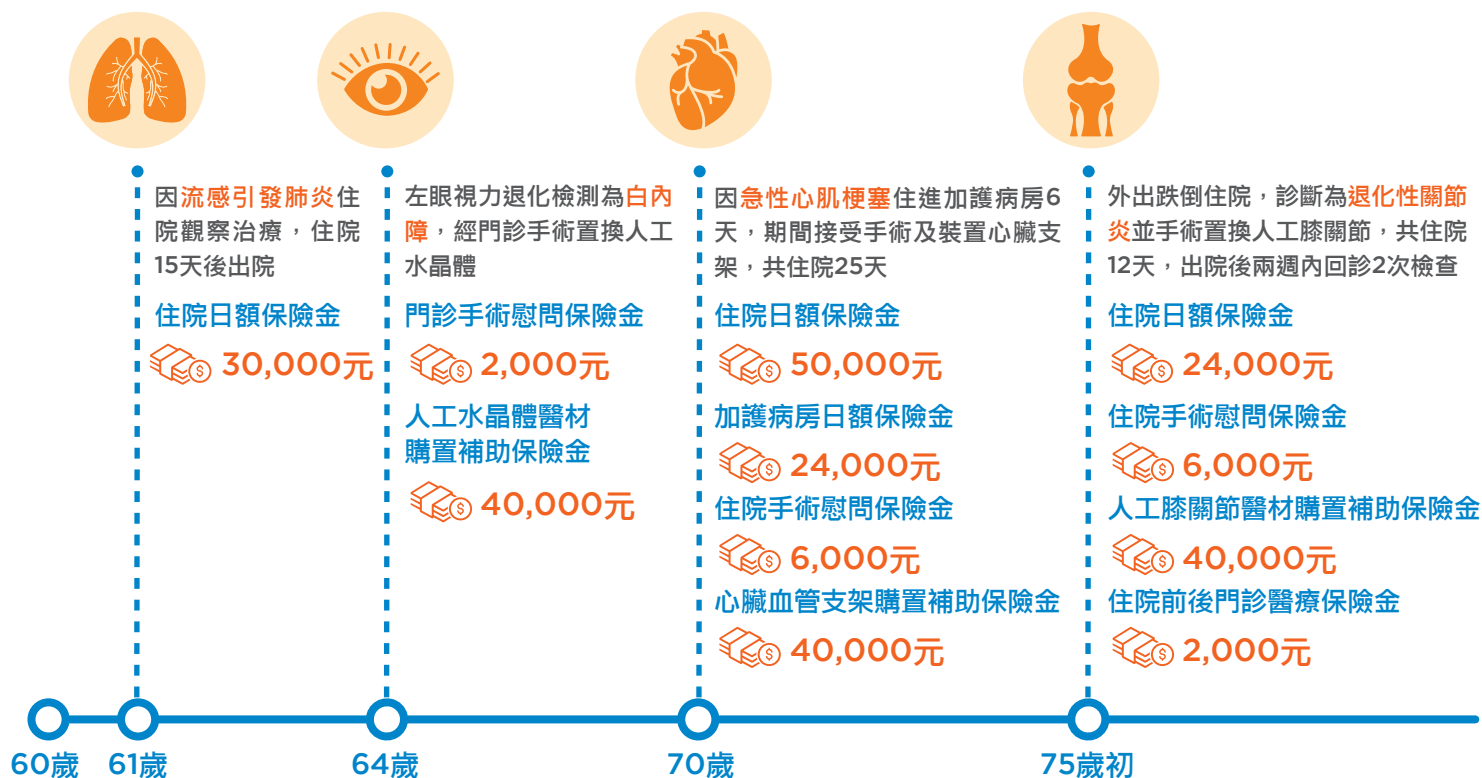 因流感引發肺炎住
院觀察治療，住院
15天後出院
住院日額保險金
30,000元
左眼視力退化檢測為白內
障，經門診手術置換人工
水晶體
門診手術慰問保險金
2,000元
人工水晶體醫材
購置補助保險金
40,000元
因急性心肌梗塞住進加護病房6
天，期間接受手術及裝置心臟支
架，共住院25天
住院日額保險金
50,000元
加護病房日額保險金
24,000元
住院手術慰問保險金
6,000元
心臟血管支架購置補助保險金
40,000元
外出跌倒住院，診斷為退化性關節
炎並手術置換人工膝關節，共住院
12天，出院後兩週內回診2次檢查
住院日額保險金
24,000元
住院手術慰問保險金
6,000元
人工膝關節醫材購置補助保險金
40,000元
住院前後門診醫療保險金
2,000元
60歲
61歲
64歲
70歲
75歲初